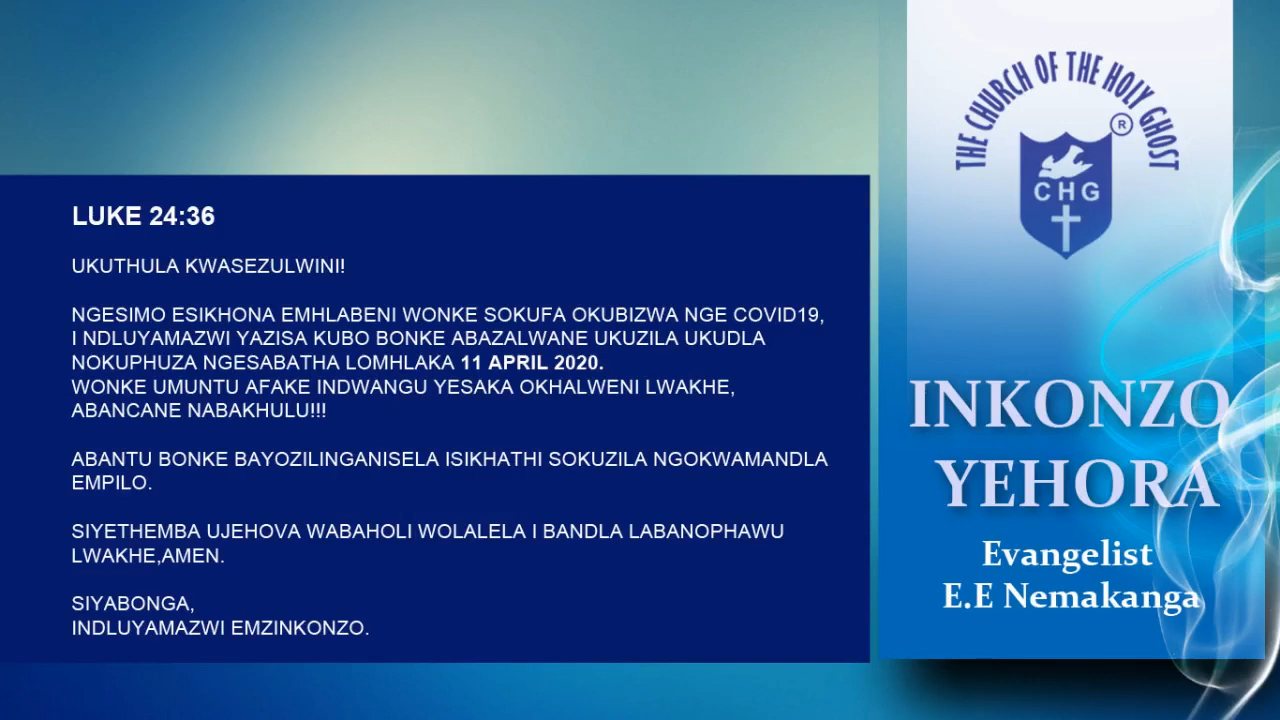 LUKE 24:36
UKUTHULA KWASEZULWINI!
NGESIMO ESIKHONA EMHLABENI WONKE SOKUFA OKUBIZWA NGE COVID19,
I NDLUYAMAZWI YAZISA KUBO BONKE ABAZALWANE UKUZILA UKUDLA
NOKUPHUZA NGESABATHA LOMHLAKA 11 APRIL 2020.
WONKE UMUNTU AFAKE INDWANGU YESAKA OKHALWENI LWAKHE,
ABANCANE NABAKHULU!!!
ABANTU BONKE BAYOZILINGANISELA ISIKHATHI SOKUZILA NGOKWAMANDLA
EMPILO.
SIYETHEMBA UJEHOVA WABAHOLI WOLALELA I BANDLA LABANOPHAWU
LWAKHE,AMEN.
SIYABONGA,
INDLUYAMAZWI EMZINKONZO.
THE CHURCH OF THE HOLY GHOST
®
CHG
INKONZO
YEHORA
Evangelist
E.E Nemakanga